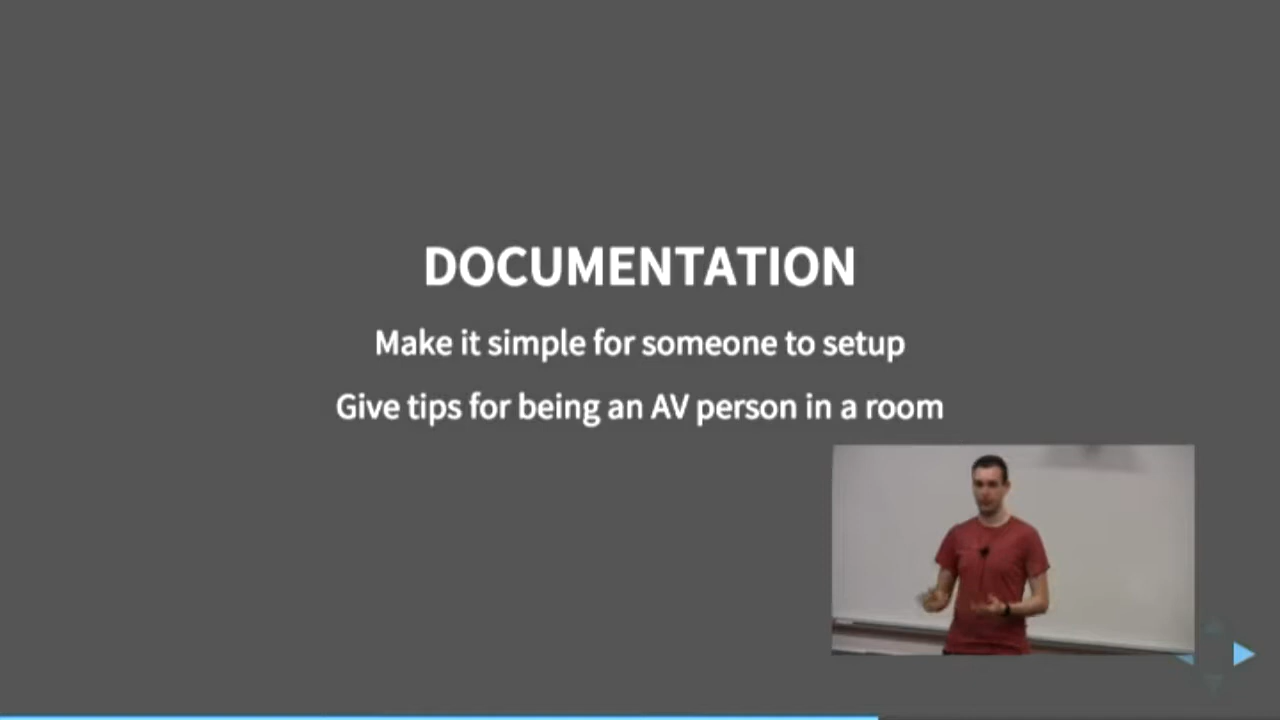 DOCUMENTATION
Make it simple for someone to setup
Give tips for being an AV person in a room